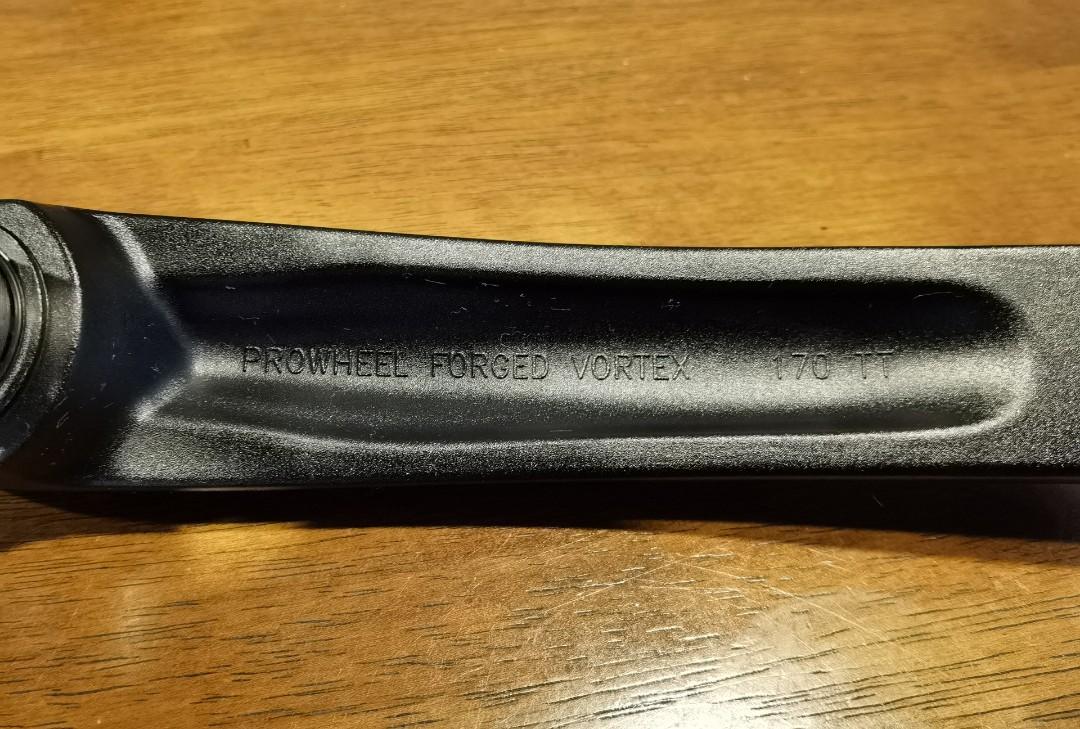 PROWHEEL FORGED VORTEX 170 TT